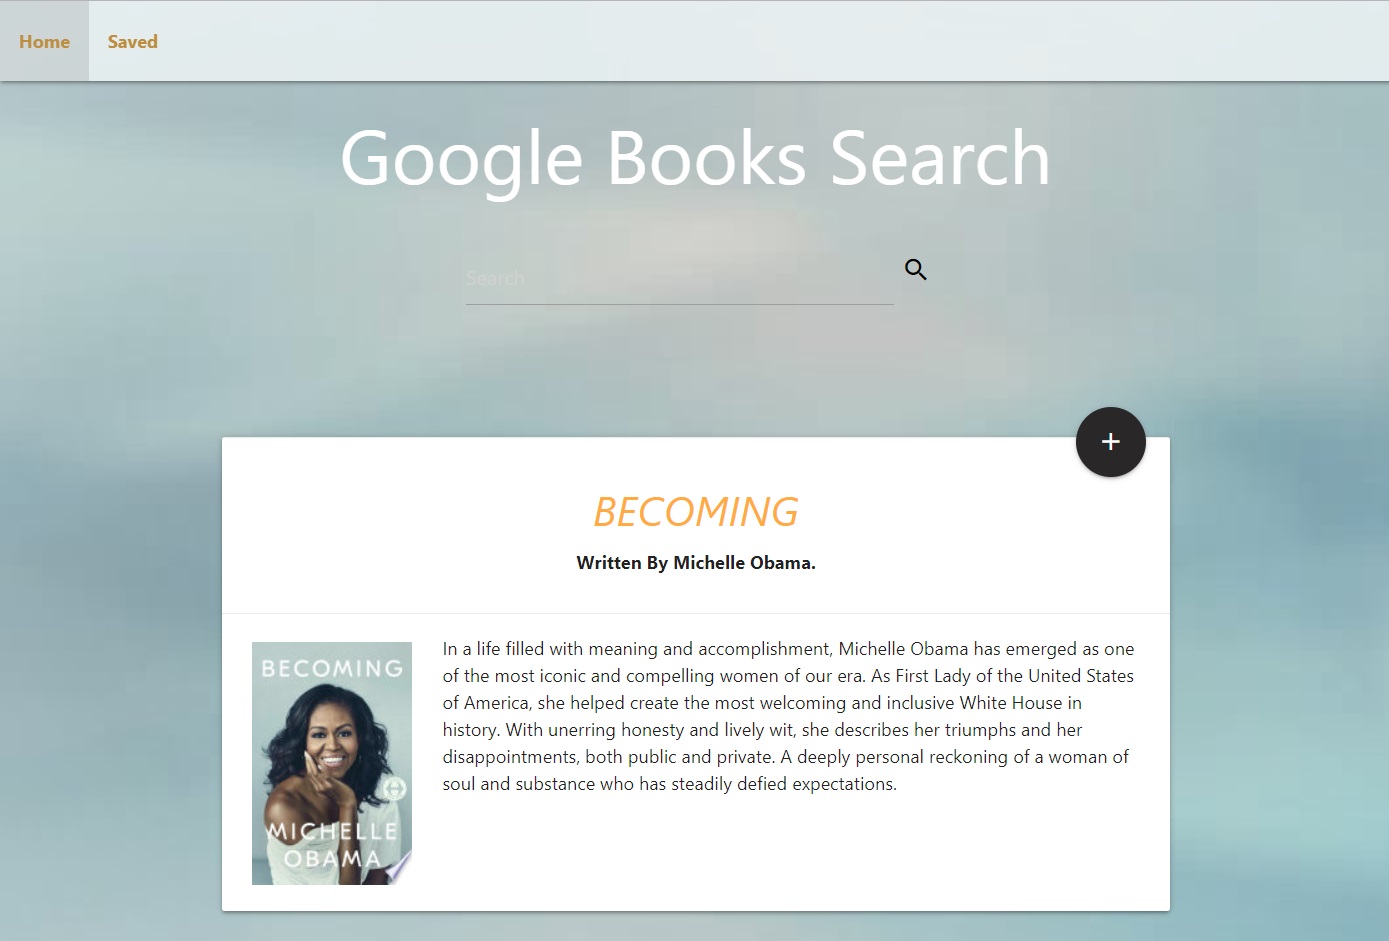 Home Saved
Google Books Search
Search
+
BECOMING
Written By Michelle Obama.
In a life filled with meaning and accomplishment, Michelle Obama has emerged as one
of the most iconic and compelling women of our era. As First Lady of the United States
of America, she helped create the most welcoming and inclusive White House in
history. With unerring honesty and lively wit, she describes her triumphs and her
disappointments, both public and private. A deeply personal reckoning of a woman of
soul and substance who has steadily defied expectations.
BECOMING
MICHELLE
OBAMA